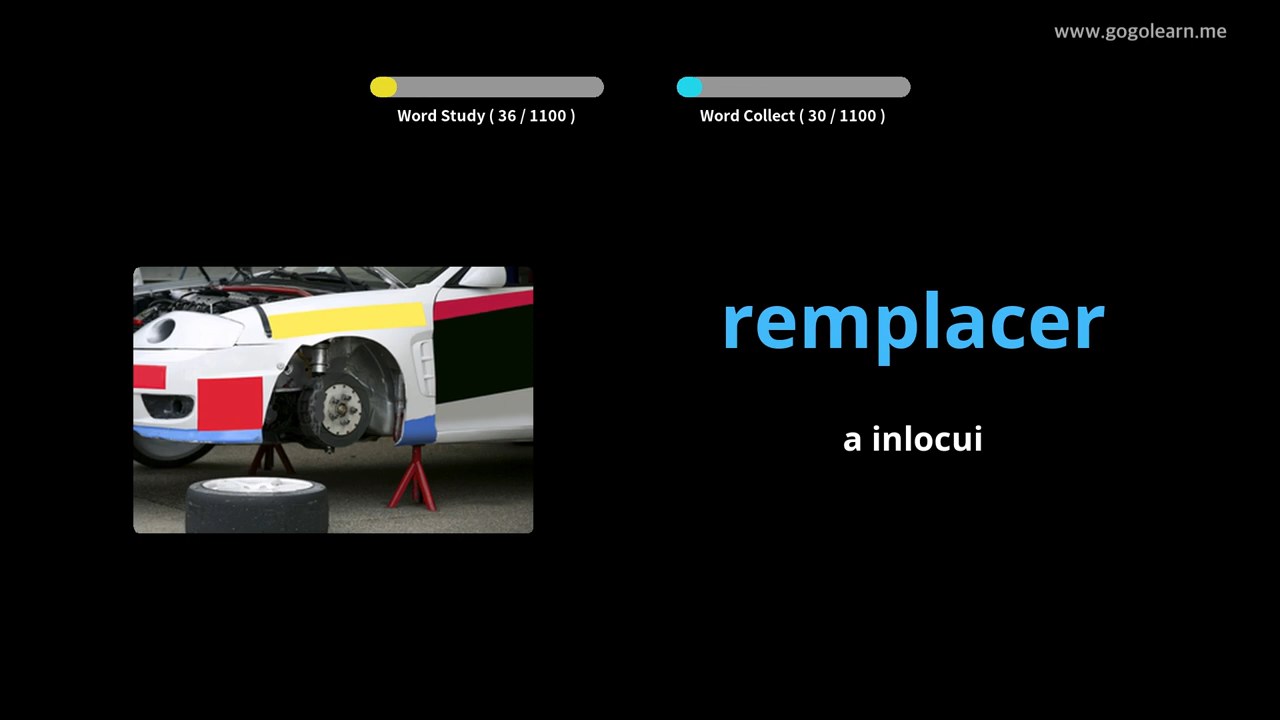 www.gogolearn.me
Word Study ( 36 / 1100 )
Word Collect ( 30 / 1100 )
remplacer
a inlocui